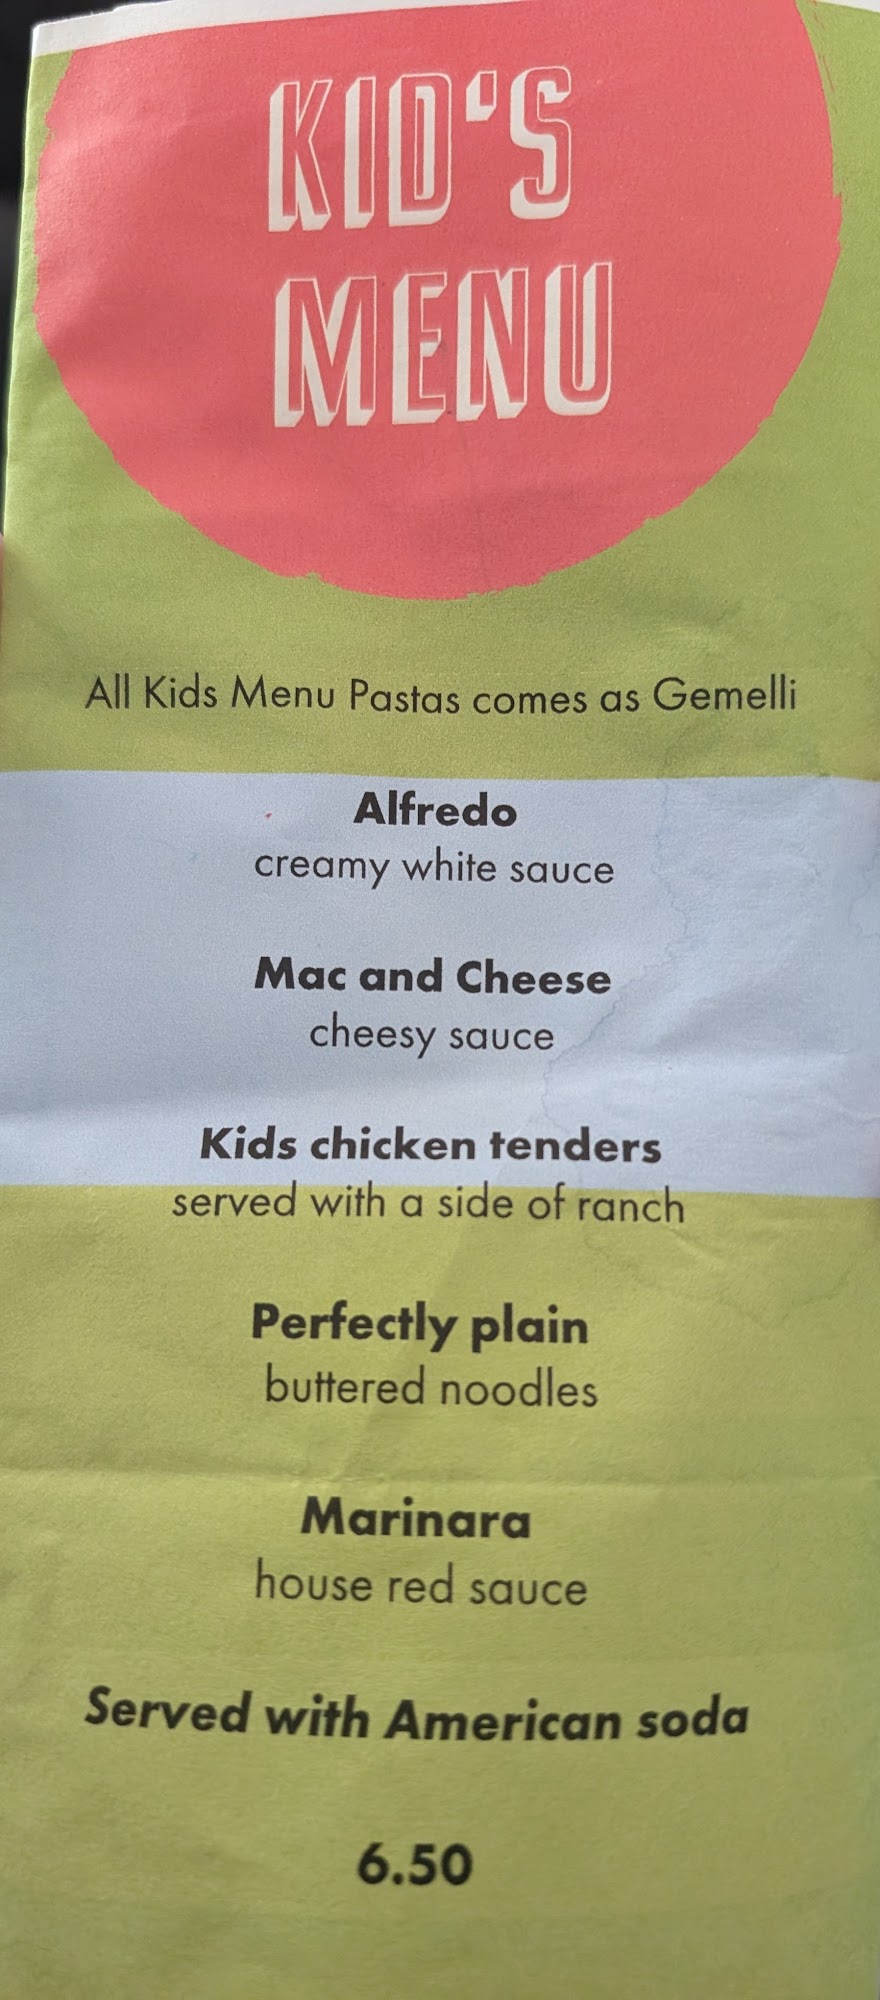 KID'S
MENU
All Kids Menu Pastas comes as Gemelli
Alfredo
creamy white sauce
Mac and Cheese
cheesy sauce
Kids chicken tenders
served with a side of ranch
Perfectly plain
buttered noodles
Marinara
house red sauce
Served with American soda
6.50